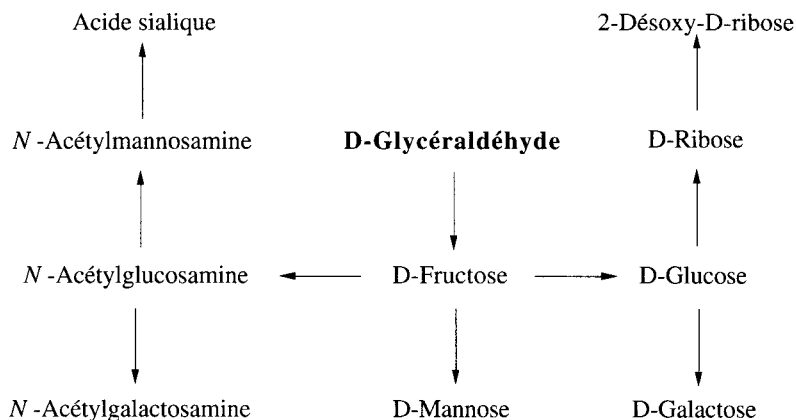 Acide sialique 2-Désoxy-D-ribose
N -Acétylmannosamine D-Glycéraldéhyde D-Ribose
N -Acétylglucosamine D-Fructose D-Glucose
N -Acétylgalactosamine D-Mannose D-Galactose